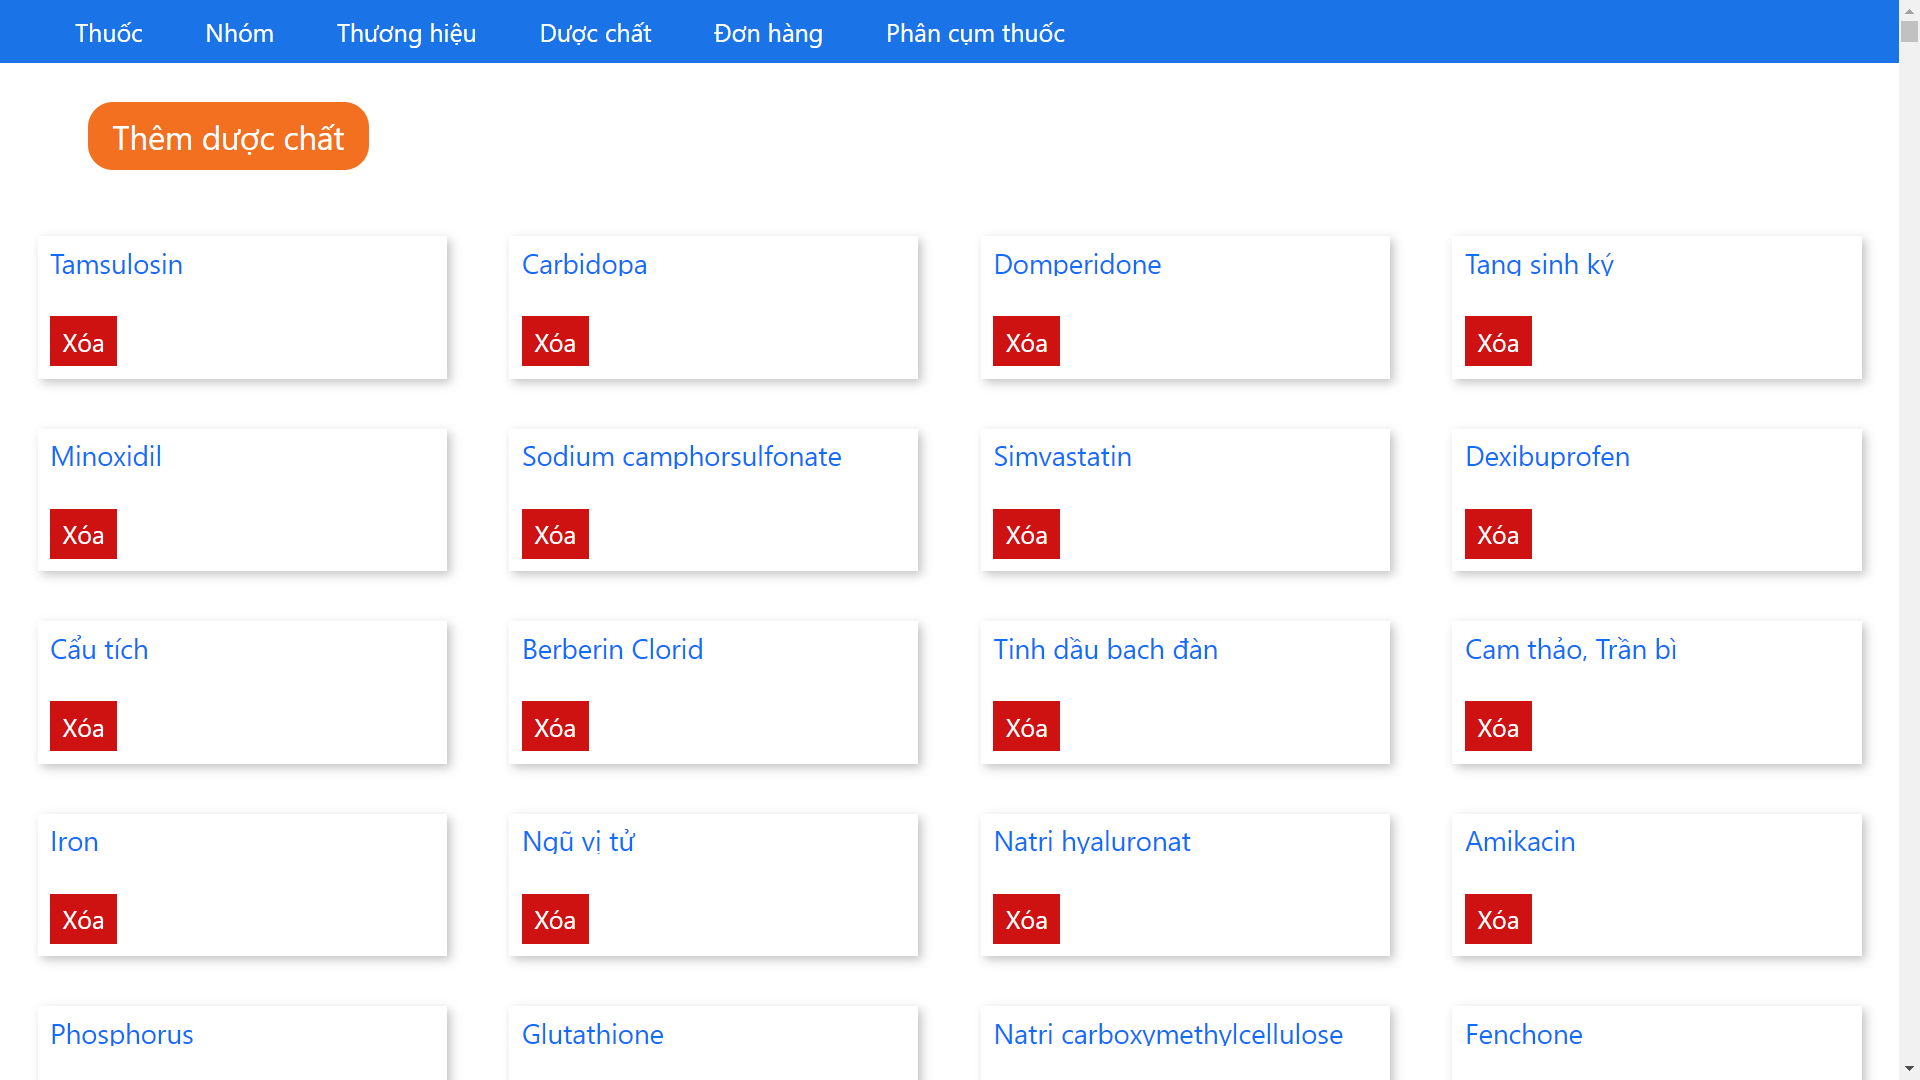 Thuốc Nhóm Thương hiệu Dược chất Đơn hàng Phân cụm thuốc
Thêm dược chất
Tamsulosin Carbidopa Domperidone Tang sinh ký
Xóa Xóa Xóa Xóa
Minoxidil Sodium camphorsulfonate Simvastatin Dexibuprofen
Xóa Xóa Xóa Xóa
Cẩu tích Berberin Clorid Tinh dầu bạch đàn Cam thảo, Trần bì
Xóa Xóa Xóa Xóa
Iron Ngũ vị tử Natri hyaluronat Amikacin
Xóa Xóa Xóa Xóa
Phosphorus Glutathione Natri carboxymethylcellulose Fenchone